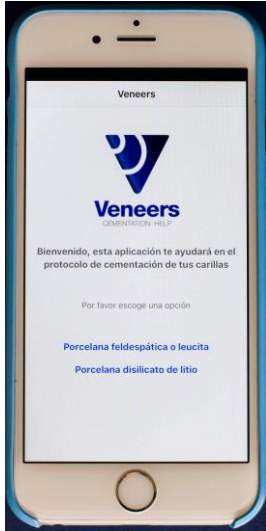 Veneers
Veneers
CEMENTATION HELP
Bienvenido, esta aplicación te ayudará en el
protocolo de cementación de tus carillas
Por favor escoge una opción
Porcelana feldespática o leucita
Porcelana disilicato de litio